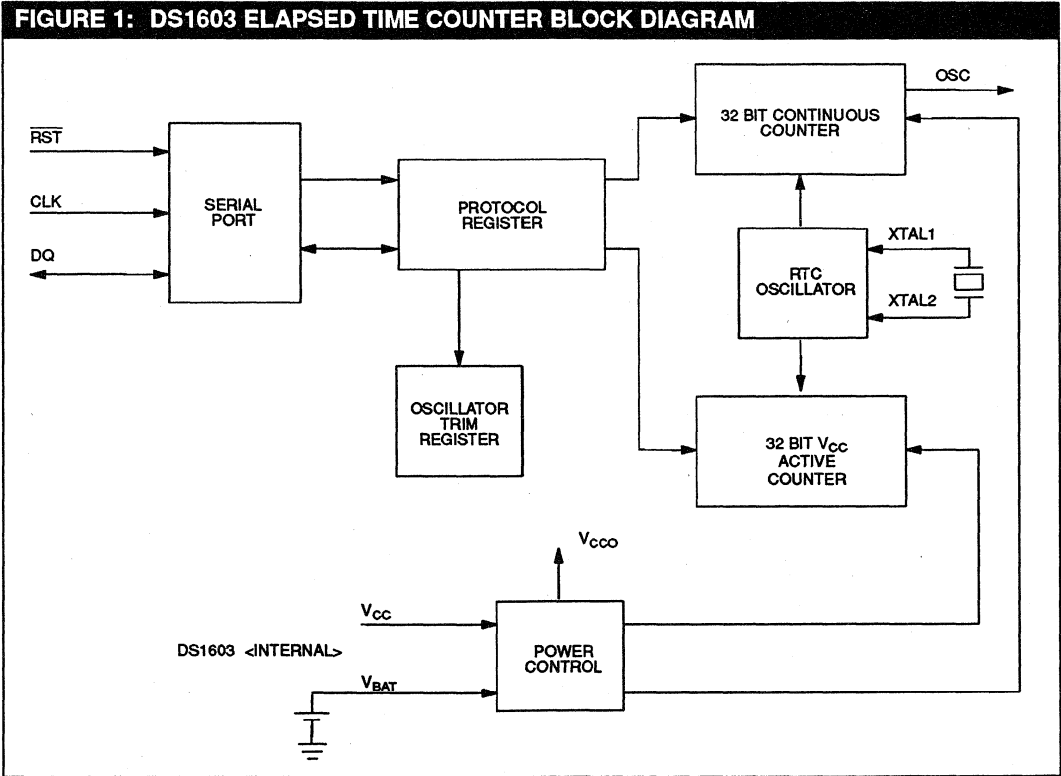 FIGURE 1: DS1603 ELAPSED TIME COUNTER BLOCK DIAGRAM
OSC
32 BIT CONTINUOUS
COUNTER
RST
CLK
DQ
SERIAL
PORT
PROTOCOL
REGISTER
XTAL1
RTC
OSCILLATOR
XTAL2
OSCILLATOR
TRIM
REGISTER
32 BIT VCC
ACTIVE
COUNTER
VCCO
VCC
DS1603 <INTERNAL>
POWER
CONTROL
VBAT